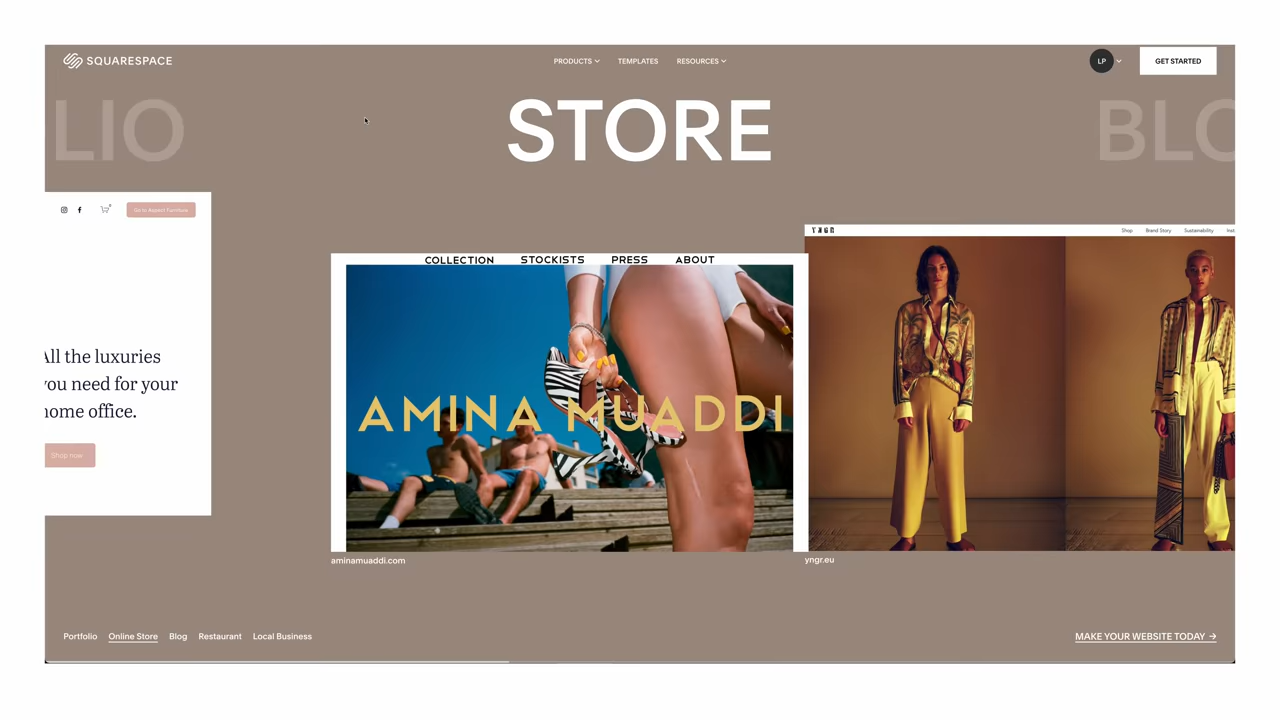 SQUARESPACE
PRODUCTS
TEMPLATES
RESOURCES
LP
GET STARTED
LIO
STORE
BLO
Go to Appoint Furniture
All the luxuries
you need for your
home office.
Shop now
COLLECTION
STOCKISTS
PRESS
ABOUT
AMINA MUADDI
aminamuaddi.com
YNGR
Shop
Brand Story
Sustainability
yngr.eu
Portfolio
Online Store
Blog
Restaurant
Local Business
MAKE YOUR WEBSITE TODAY →